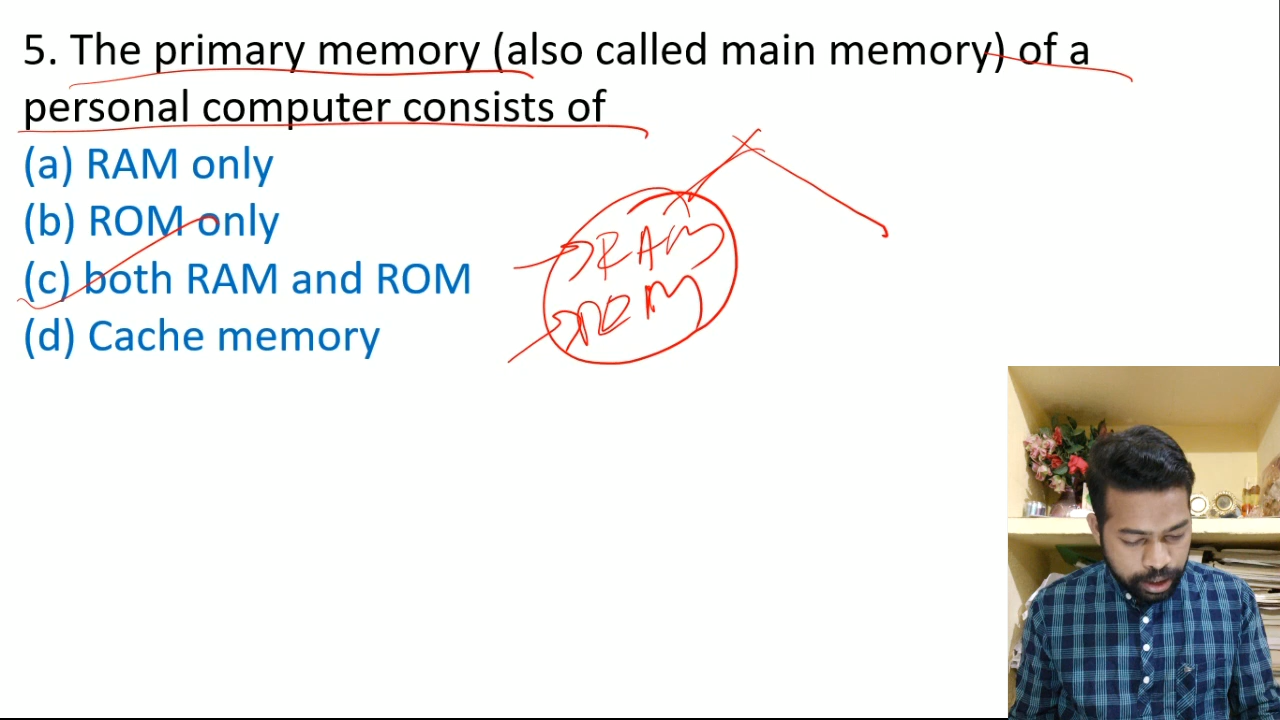 5. The primary memory (also called main memory) of a
personal computer consists of
(a) RAM only
(b) ROM only
(c) both RAM and ROM
(d) Cache memory
RAM